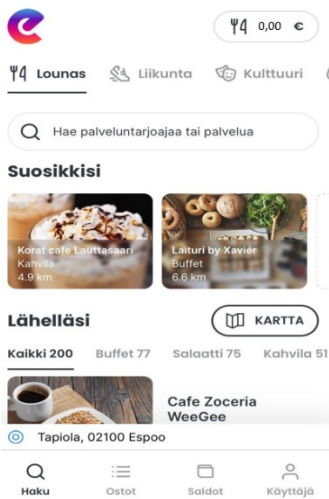 0,00 €
Lounas Liikunta Kulttuuri
Hae palveluntarjoajaa tai palvelua
Suosikkisi
Korat cafe Lauttasaari
Kahvila
4.9 km
Laituri by Xaviér
Buffet
6.6 km
Lähelläsi
KARTTA
Kaikki 200 Buffet 77 Salaatti 75 Kahvila 51
Cafe Zoceria
WeeGee
Tapiola, 02100 Espoo
Haku Ostot Saldot Käyttäjä